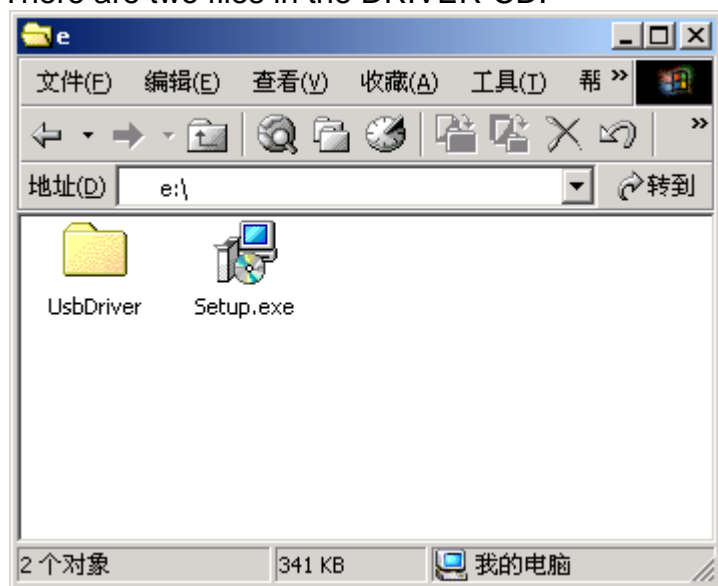 There are two files in the DRIVER CD.
e
文件(F) 编辑(E) 查看(V) 收藏(A) 工具(T) 帮 »
»
地址(D) e:\ 转到
UsbDriver Setup.exe
2 个对象 341 KB 我的电脑